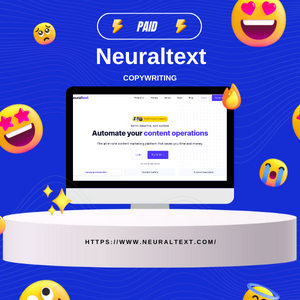 PAID
Neuraltext
COPYWRITING
neuraltext
Automate your content operations
The all-in-one content marketing platform that saves you time and money.
HTTPS://WWW.NEURALTEXT.COM/